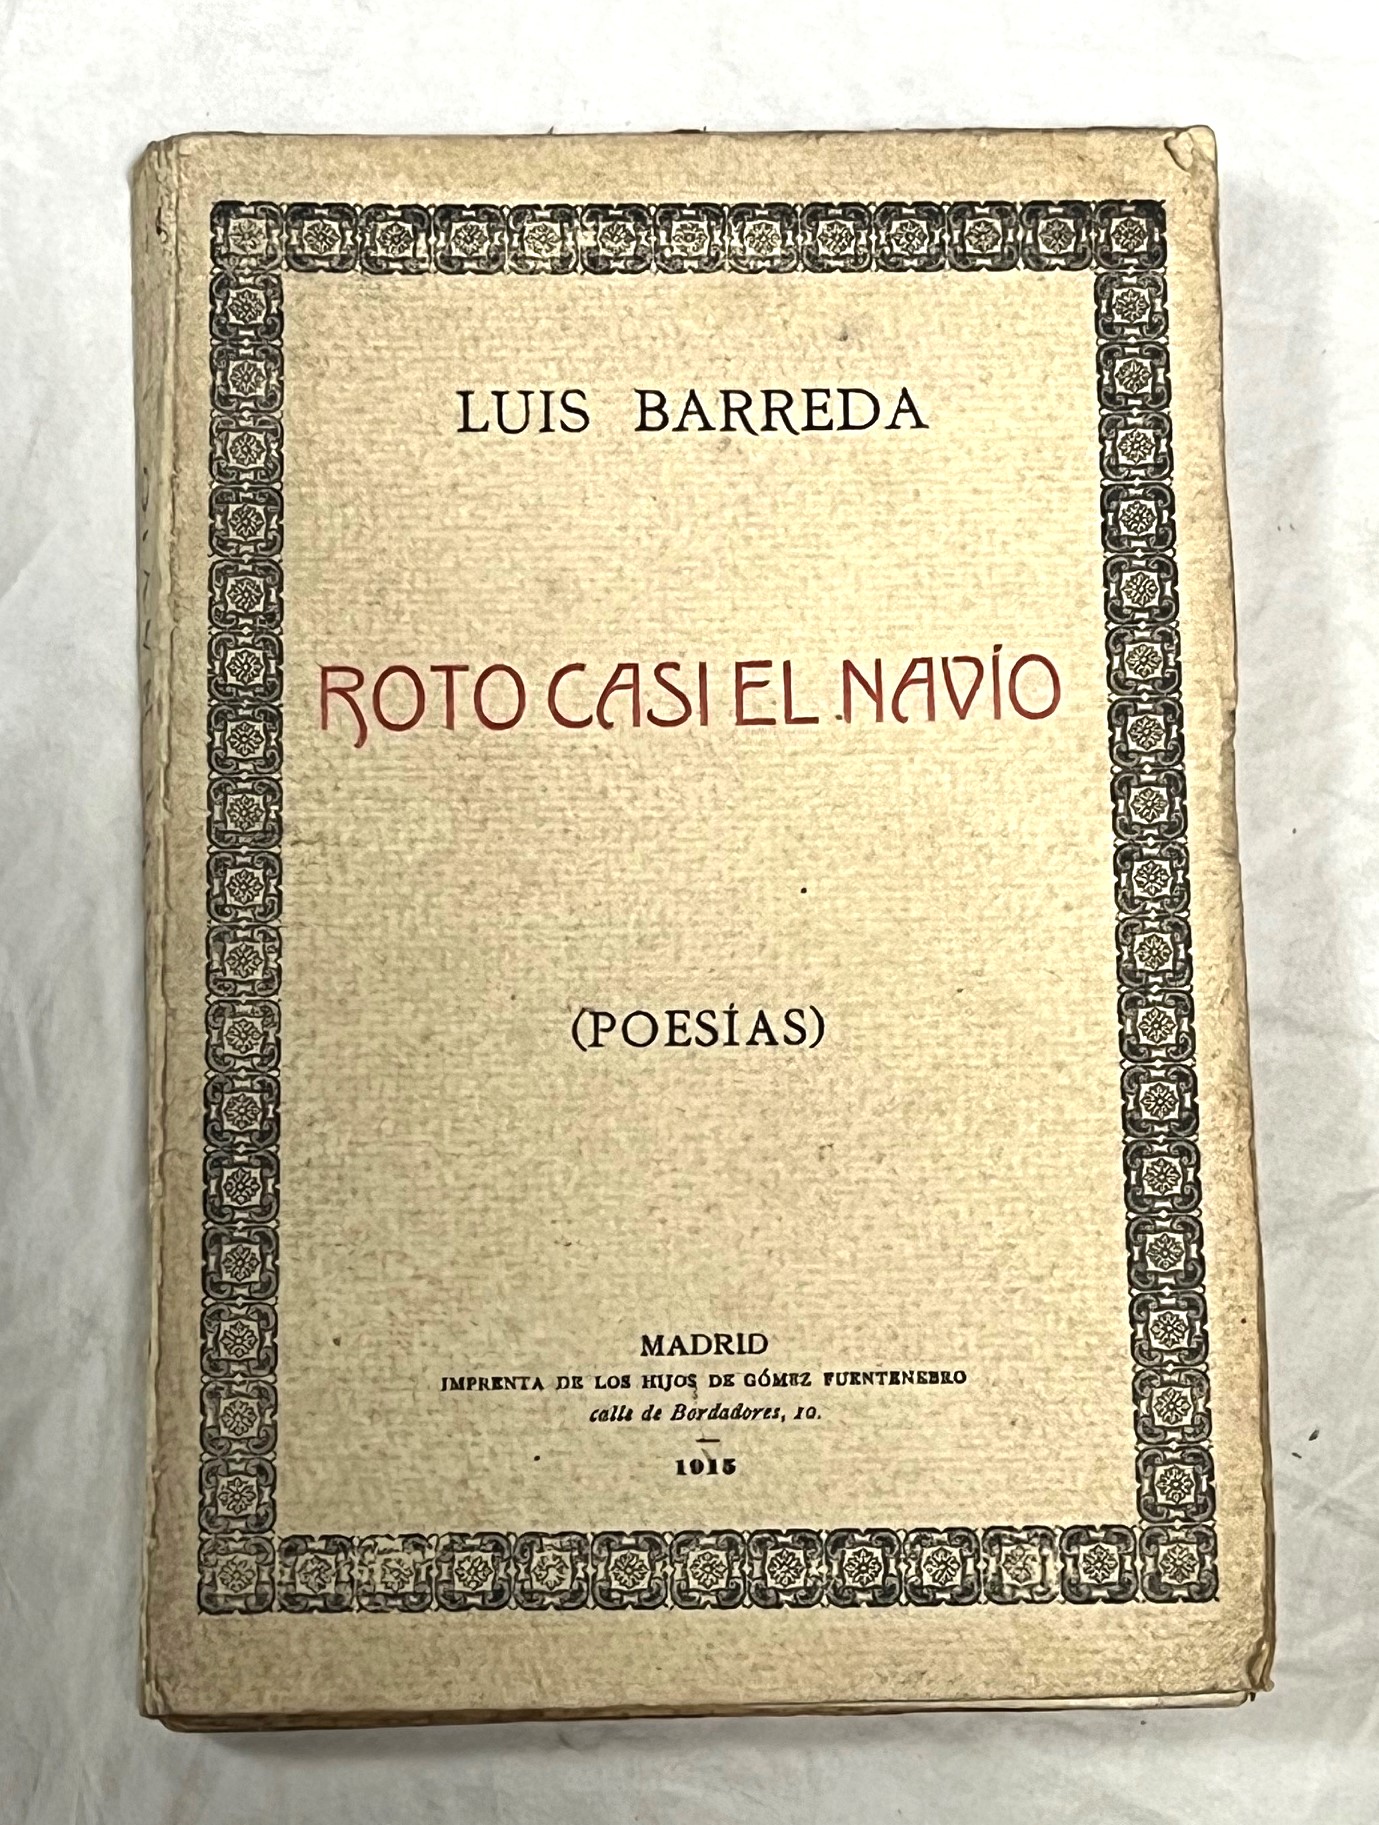 LUIS BARREDA
ROTO CASI EL NAVÍO
(POESÍAS)
MADRID
IMPRENTA DE LOS HIJOS DE GÓMEZ FUENTENEBRO
calle de Bordadores, 10.
1915